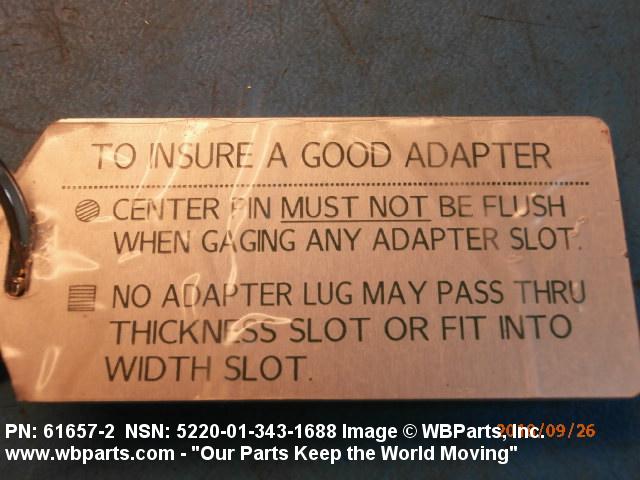 TO INSURE A GOOD ADAPTER
CENTER PIN MUST NOT BE FLUSH
WHEN GAGING ANY ADAPTER SLOT.
NO ADAPTER LUG MAY PASS THRU
THICKNESS SLOT OR FIT INTO
WIDTH SLOT.
PN: 61657-2 NSN: 5220-01-343-1688 Image © WBParts, Inc.
/09/26
www.wbparts.com - "Our Parts Keep the World Moving"